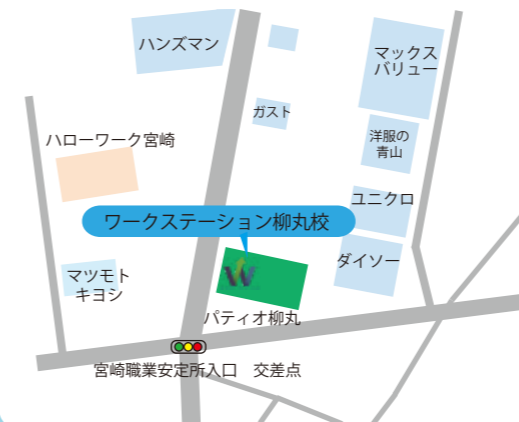 ハンズマン
マックス
バリュー
ガスト
洋服の
青山
ハローワーク宮崎
ユニクロ
ワークステーション柳丸校
ダイソー
マツモト
キヨシ
W
パティオ柳丸
宮崎職業安定所入口　交差点